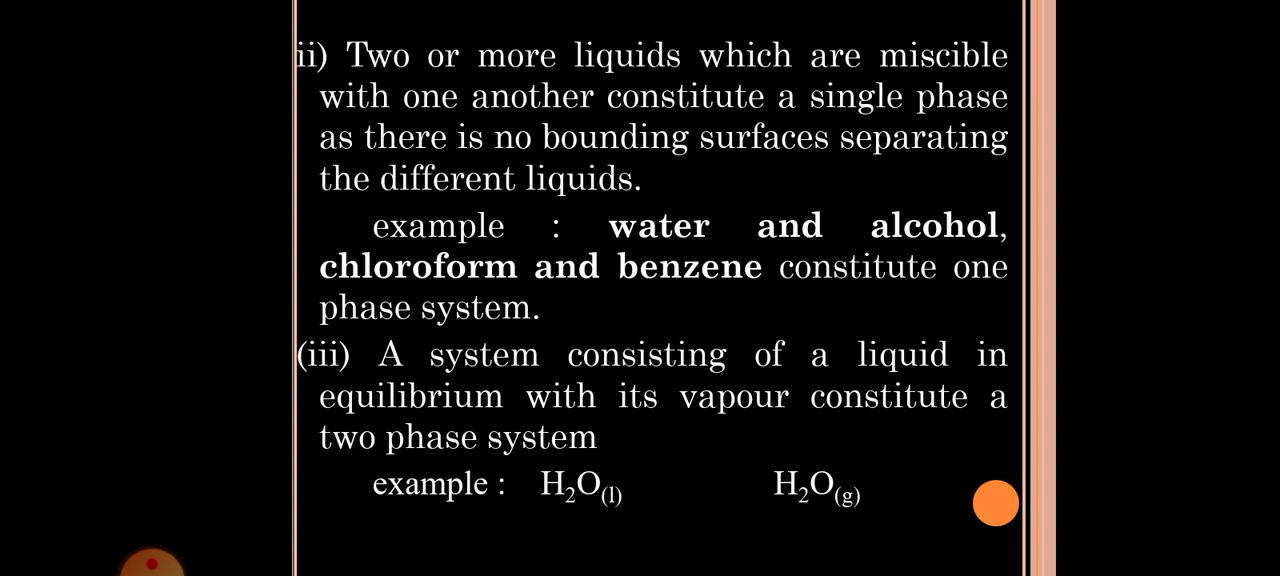 ii) Two or more liquids which are miscible
with one another constitute a single phase
as there is no bounding surfaces separating
the different liquids.
example : water and alcohol,
chloroform and benzene constitute one
phase system.
(iii) A system consisting of a liquid in
equilibrium with its vapour constitute a
two phase system
example : H₂O₍l₎ H₂O₍g₎